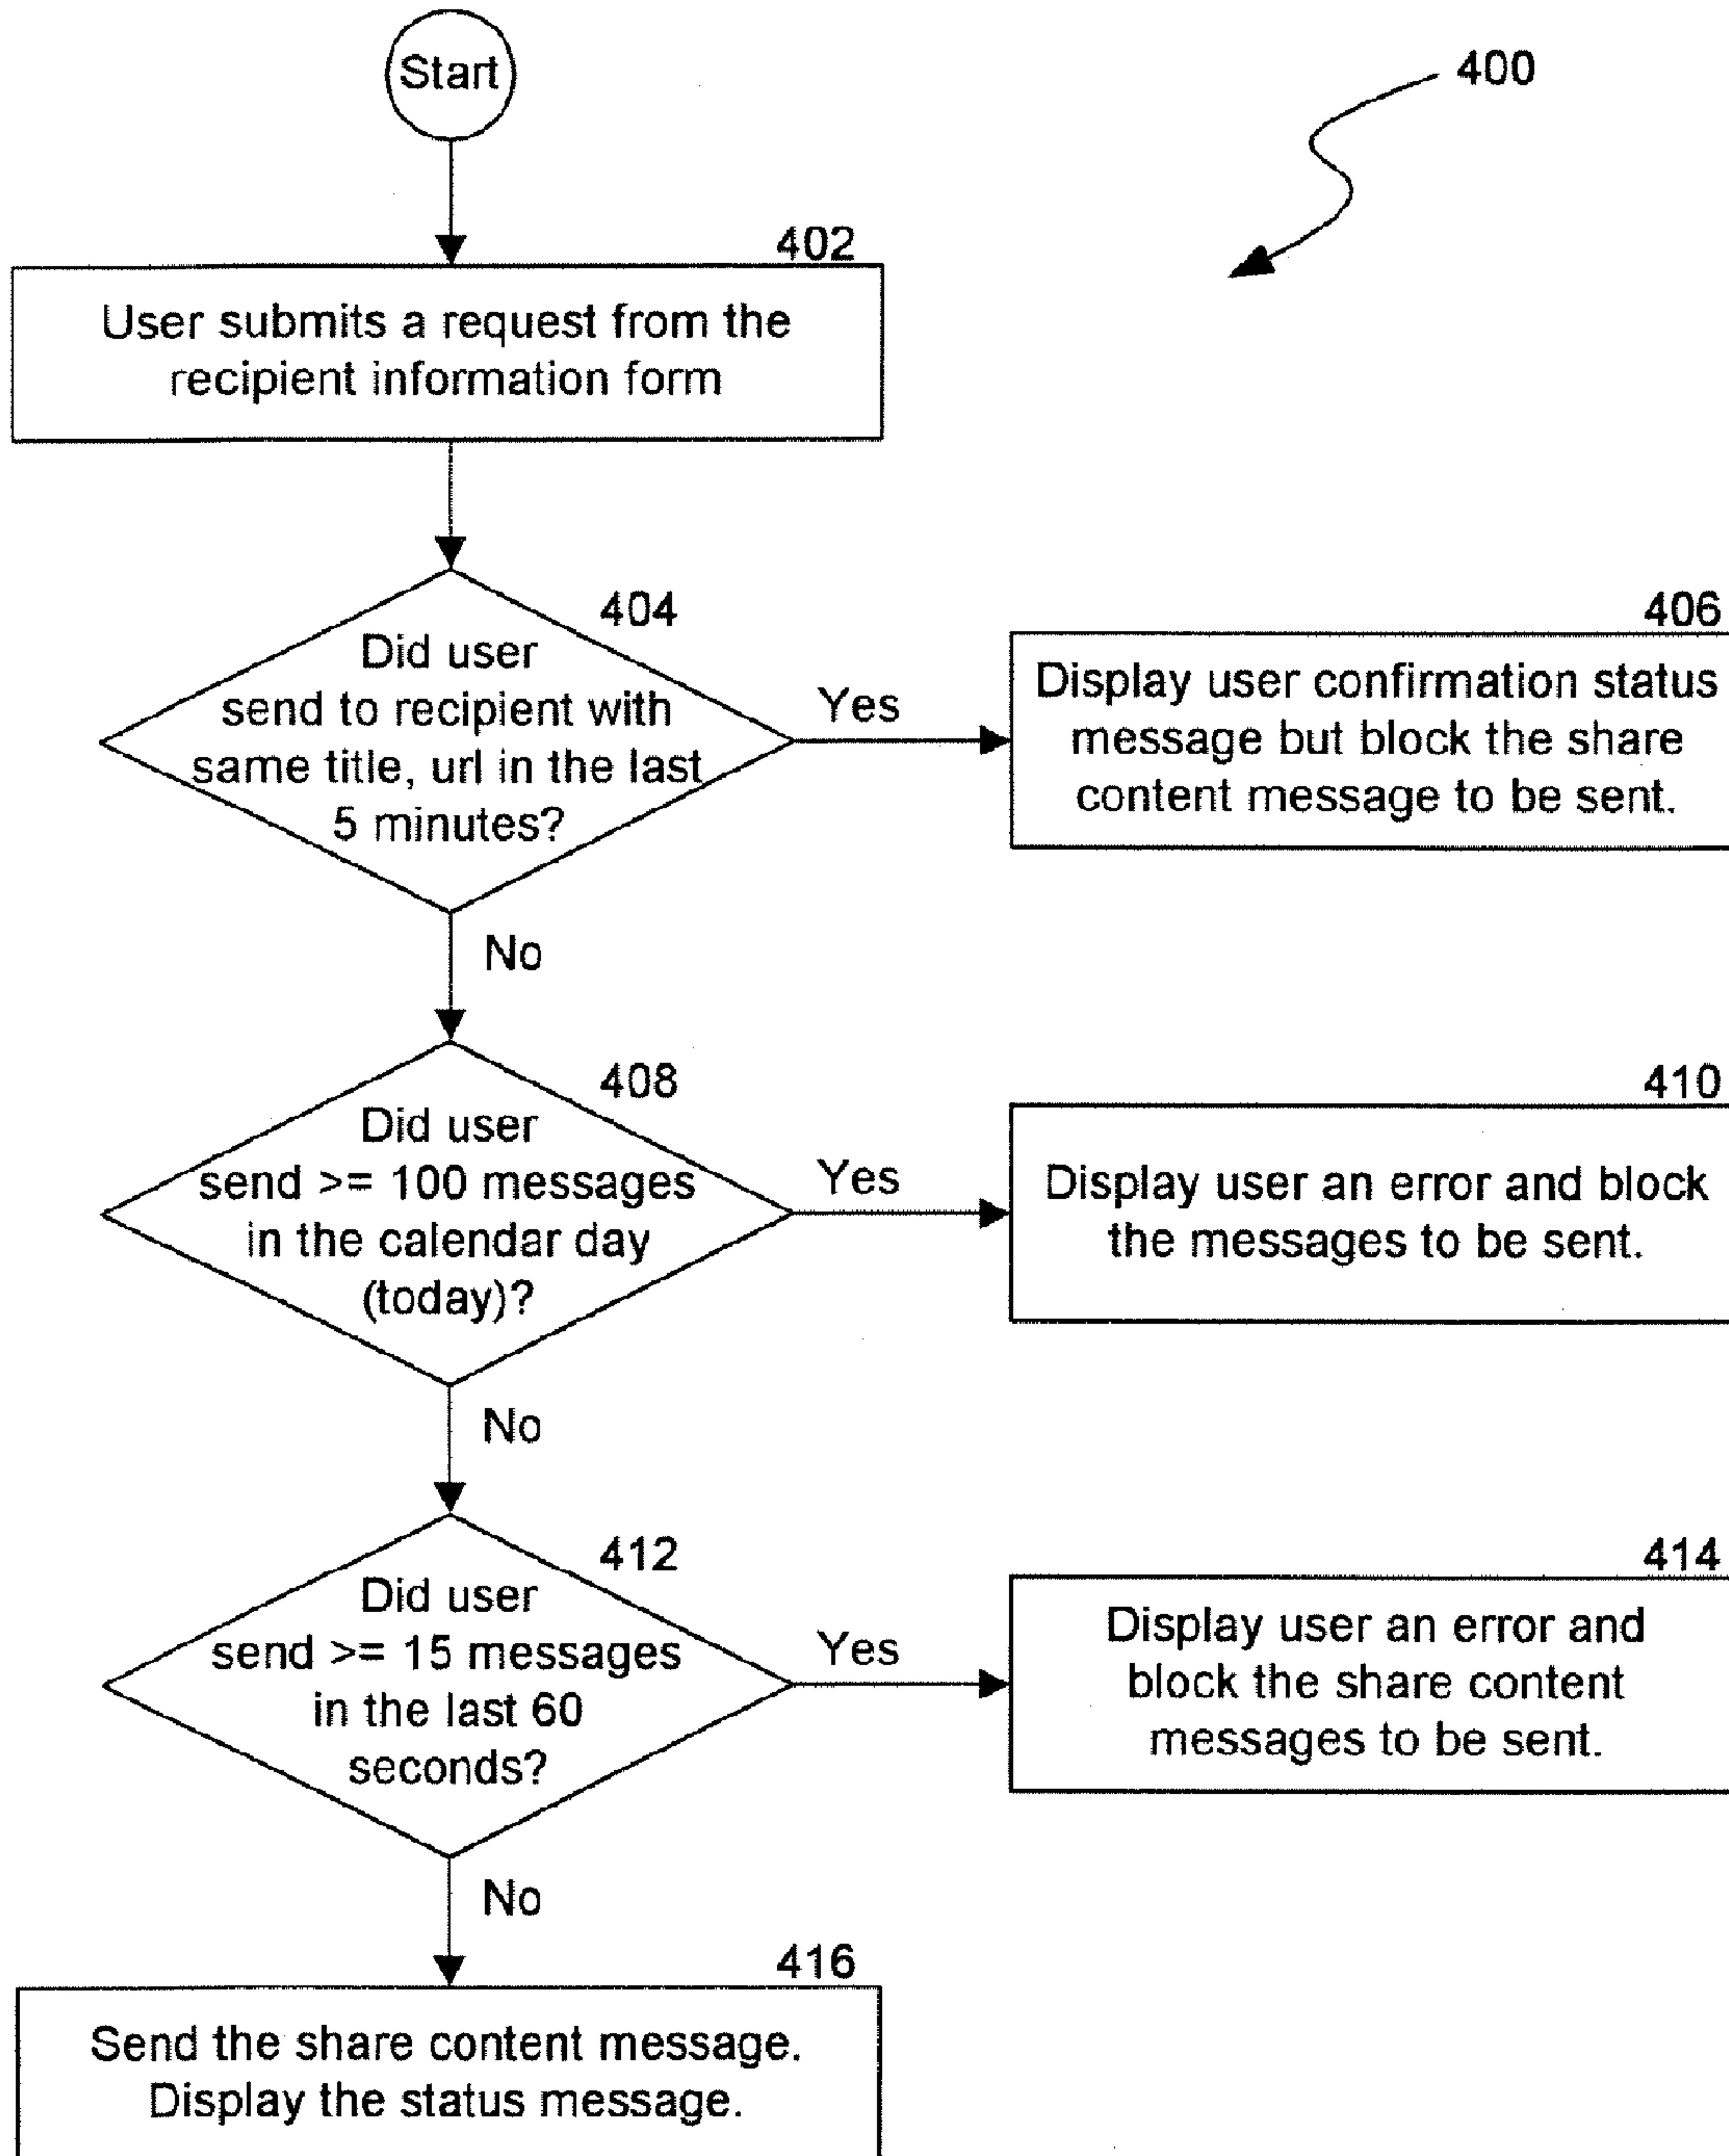 Start
400
402
User submits a request from the
recipient information form
404
Did user
send to recipient with
same title, url in the last
5 minutes?
Yes
406
Display user confirmation status
message but block the share
content message to be sent.
No
408
Did user
send >= 100 messages
in the calendar day
(today)?
Yes
410
Display user an error and block
the messages to be sent.
No
412
Did user
send >= 15 messages
in the last 60
seconds?
Yes
414
Display user an error and
block the share content
messages to be sent.
No
416
Send the share content message.
Display the status message.